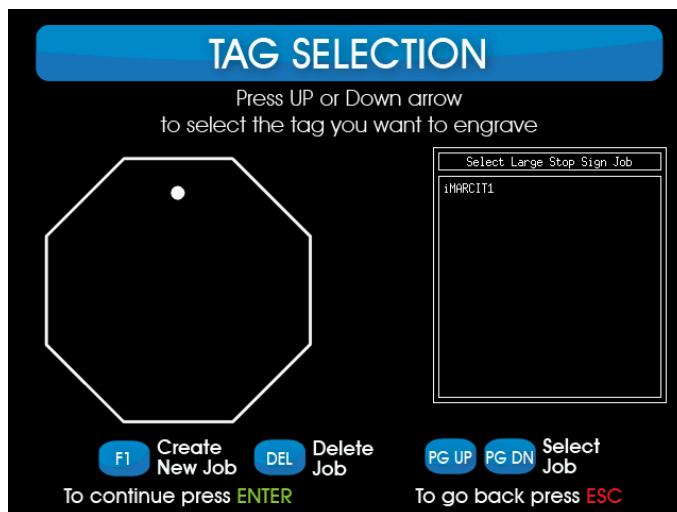 TAG SELECTION
Press UP or Down arrow
to select the tag you want to engrave
Select Large Stop Sign Job
iMARCIT1
F1 Create New Job
DEL Delete Job
PG UP PG DN Select Job
To continue press ENTER
To go back press ESC